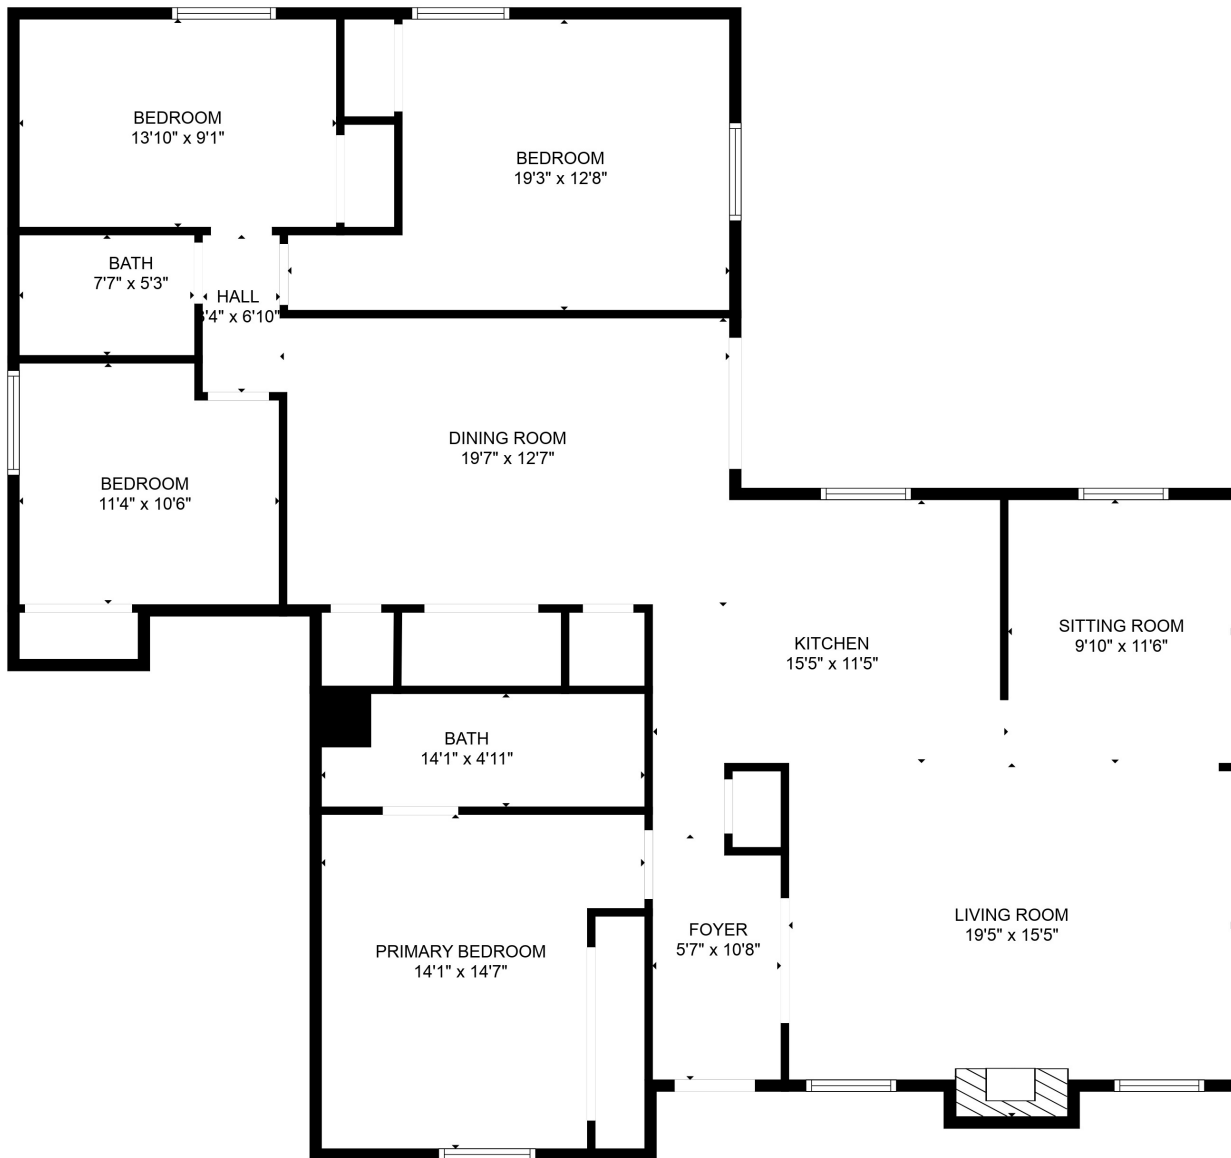 BEDROOM
13'10" x 9'1"
BEDROOM
19'3" x 12'8"
BATH
7'7" x 5'3"
HALL
'4" x 6'10"
DINING ROOM
19'7" x 12'7"
BEDROOM
11'4" x 10'6"
SITTING ROOM
9'10" x 11'6"
KITCHEN
15'5" x 11'5"
BATH
14'1" x 4'11"
LIVING ROOM
19'5" x 15'5"
FOYER
5'7" x 10'8"
PRIMARY BEDROOM
14'1" x 14'7"